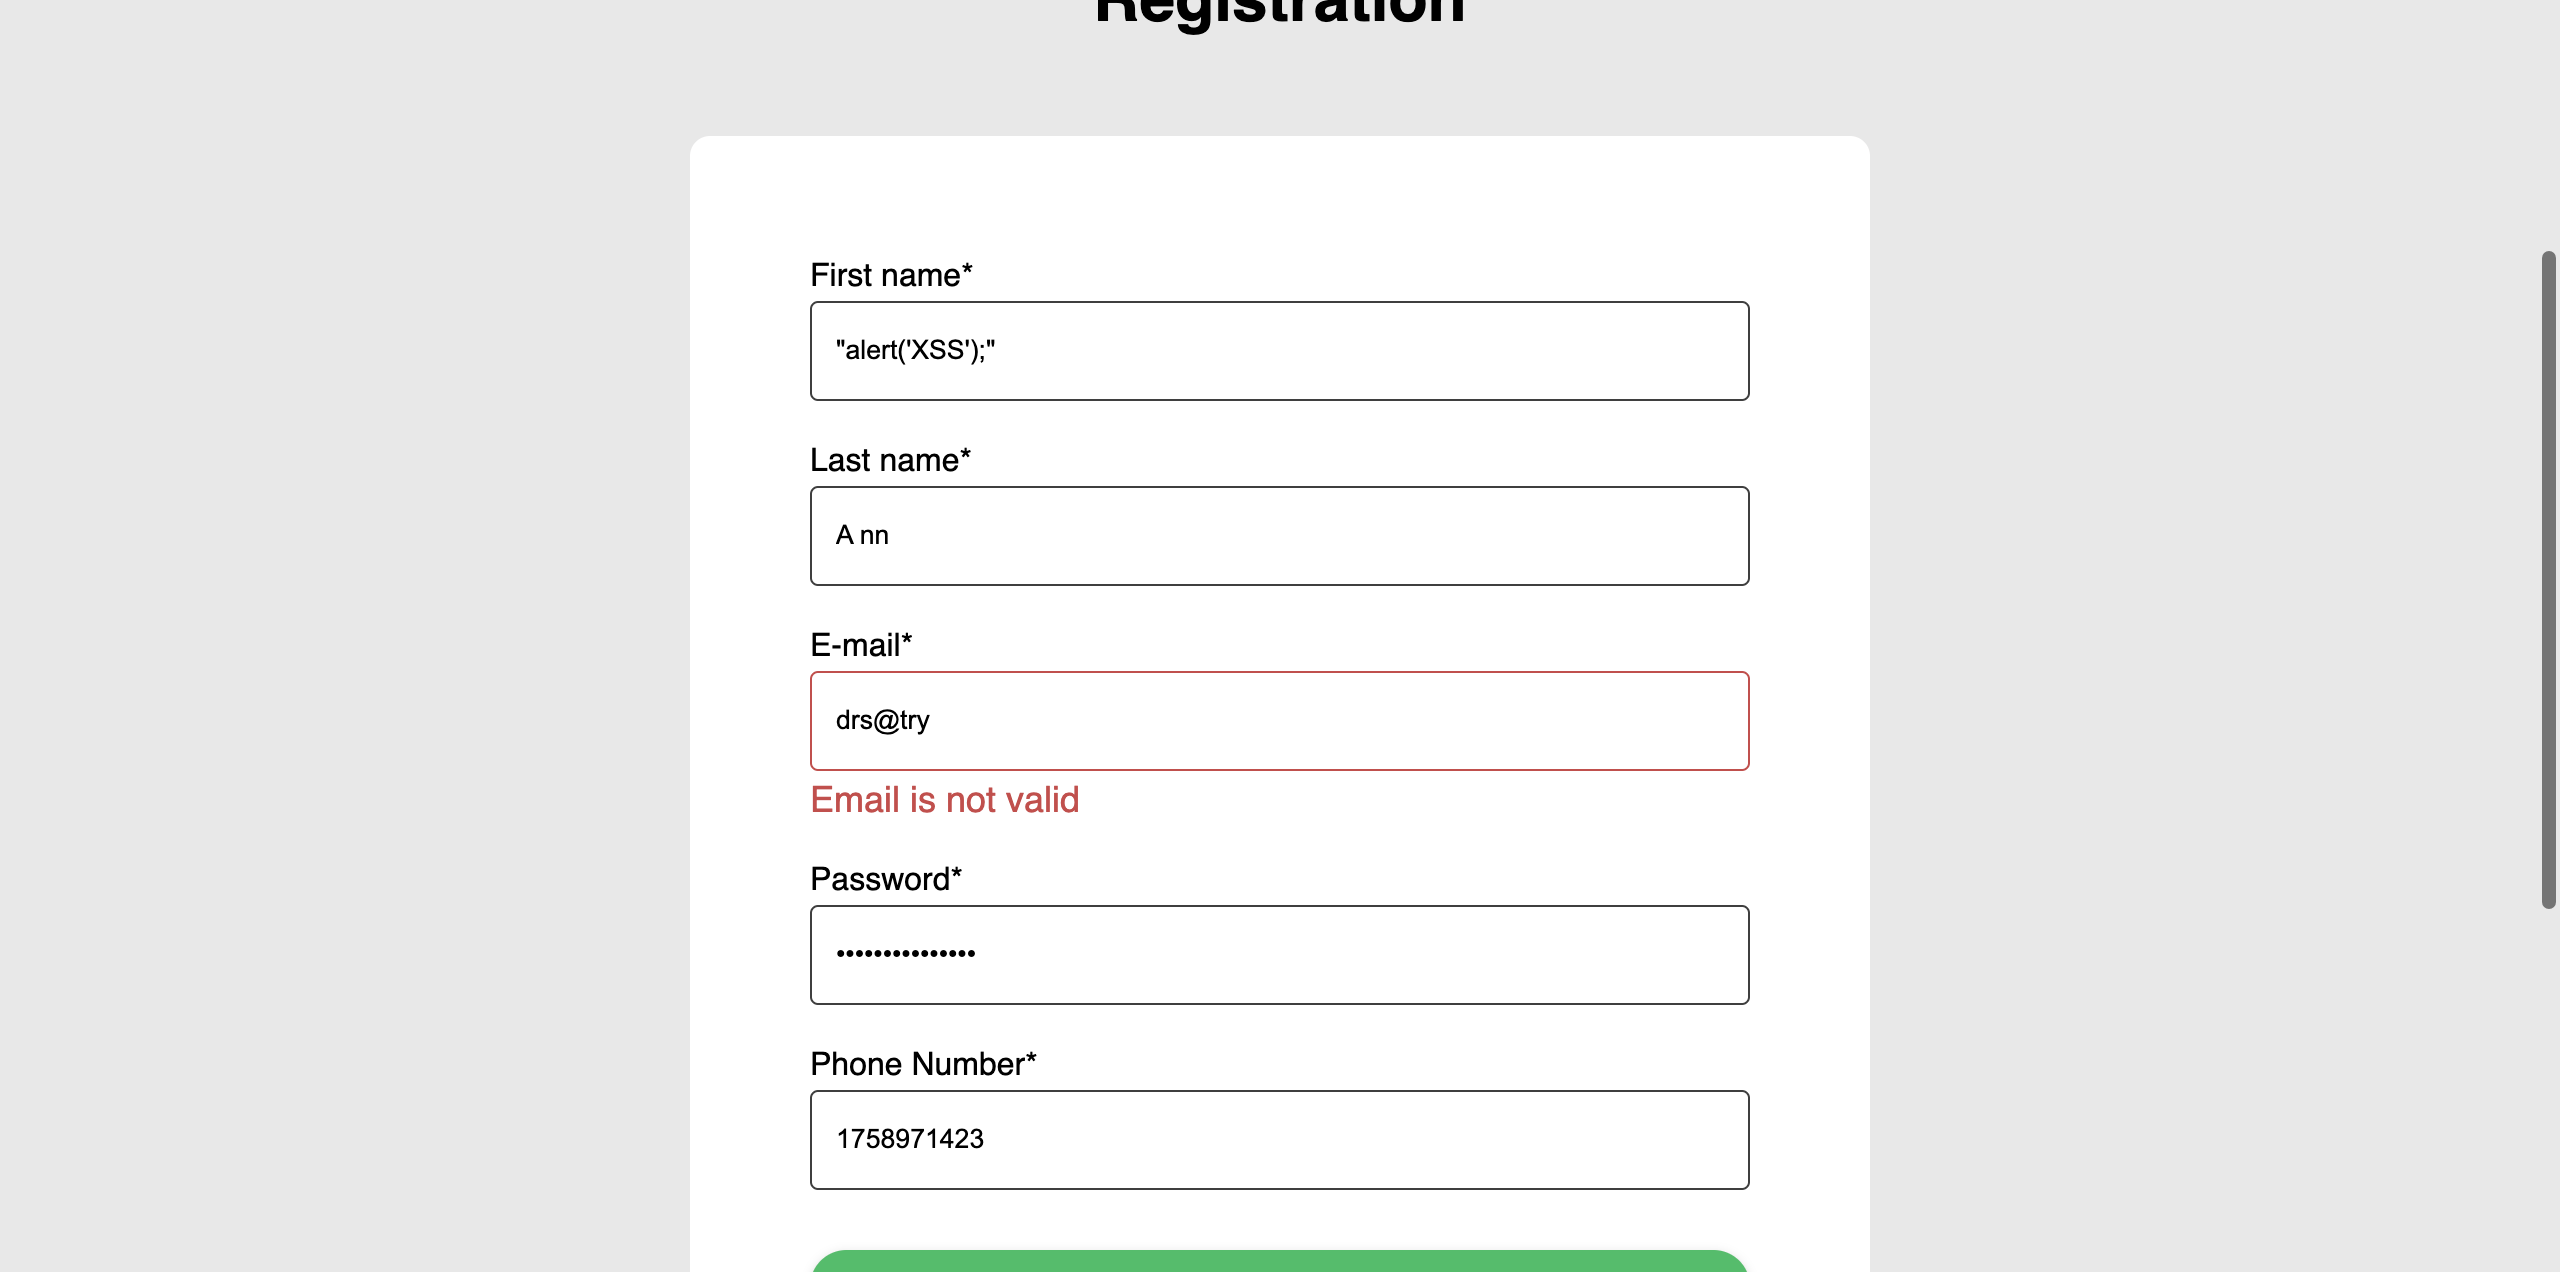 Registration
First name*
"alert('XSS');"
Last name*
A nn
E-mail*
drs@try
Email is not valid
Password*
•••••••••••••••
Phone Number*
1758971423